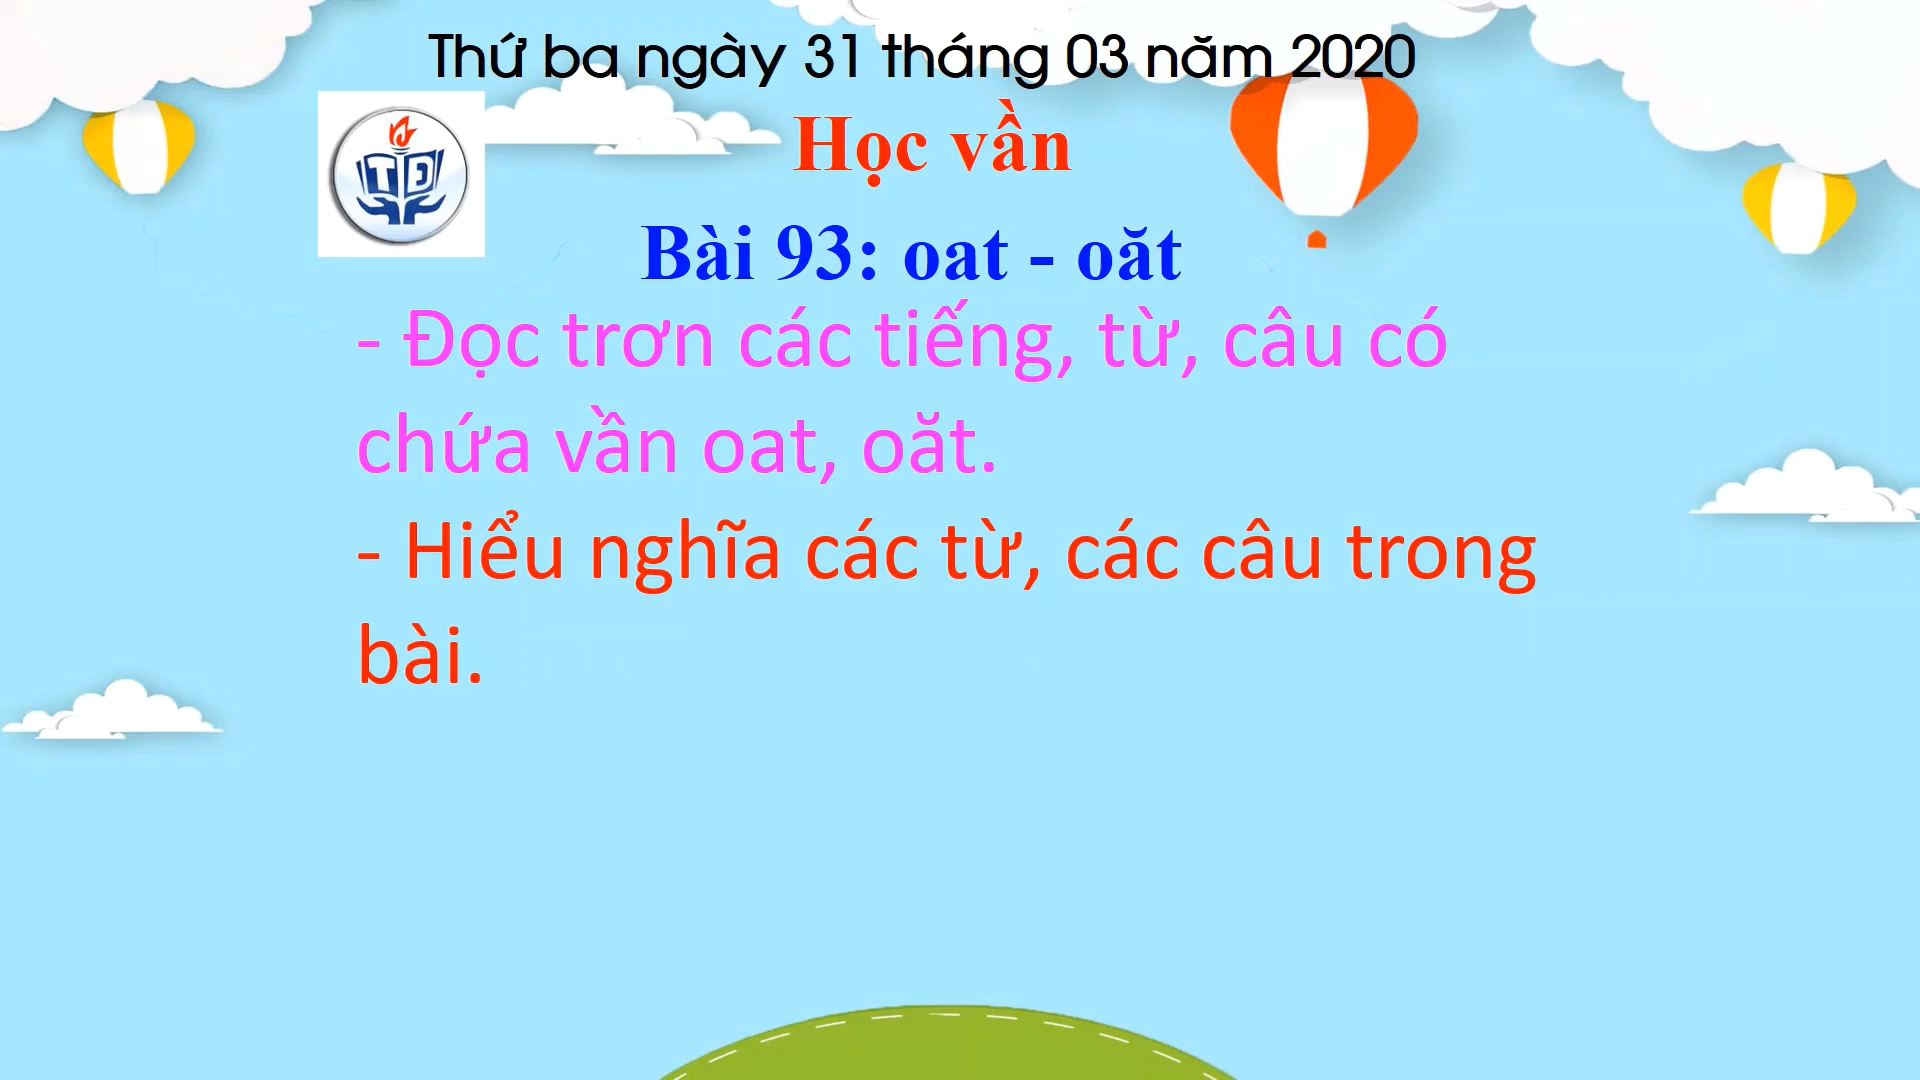 Thứ ba ngày 31 tháng 03 năm 2020
TĐ
Học vần
Bài 93: oat - oăt
- Đọc trơn các tiếng, từ, câu có
chứa vần oat, oăt.
- Hiểu nghĩa các từ, các câu trong
bài.